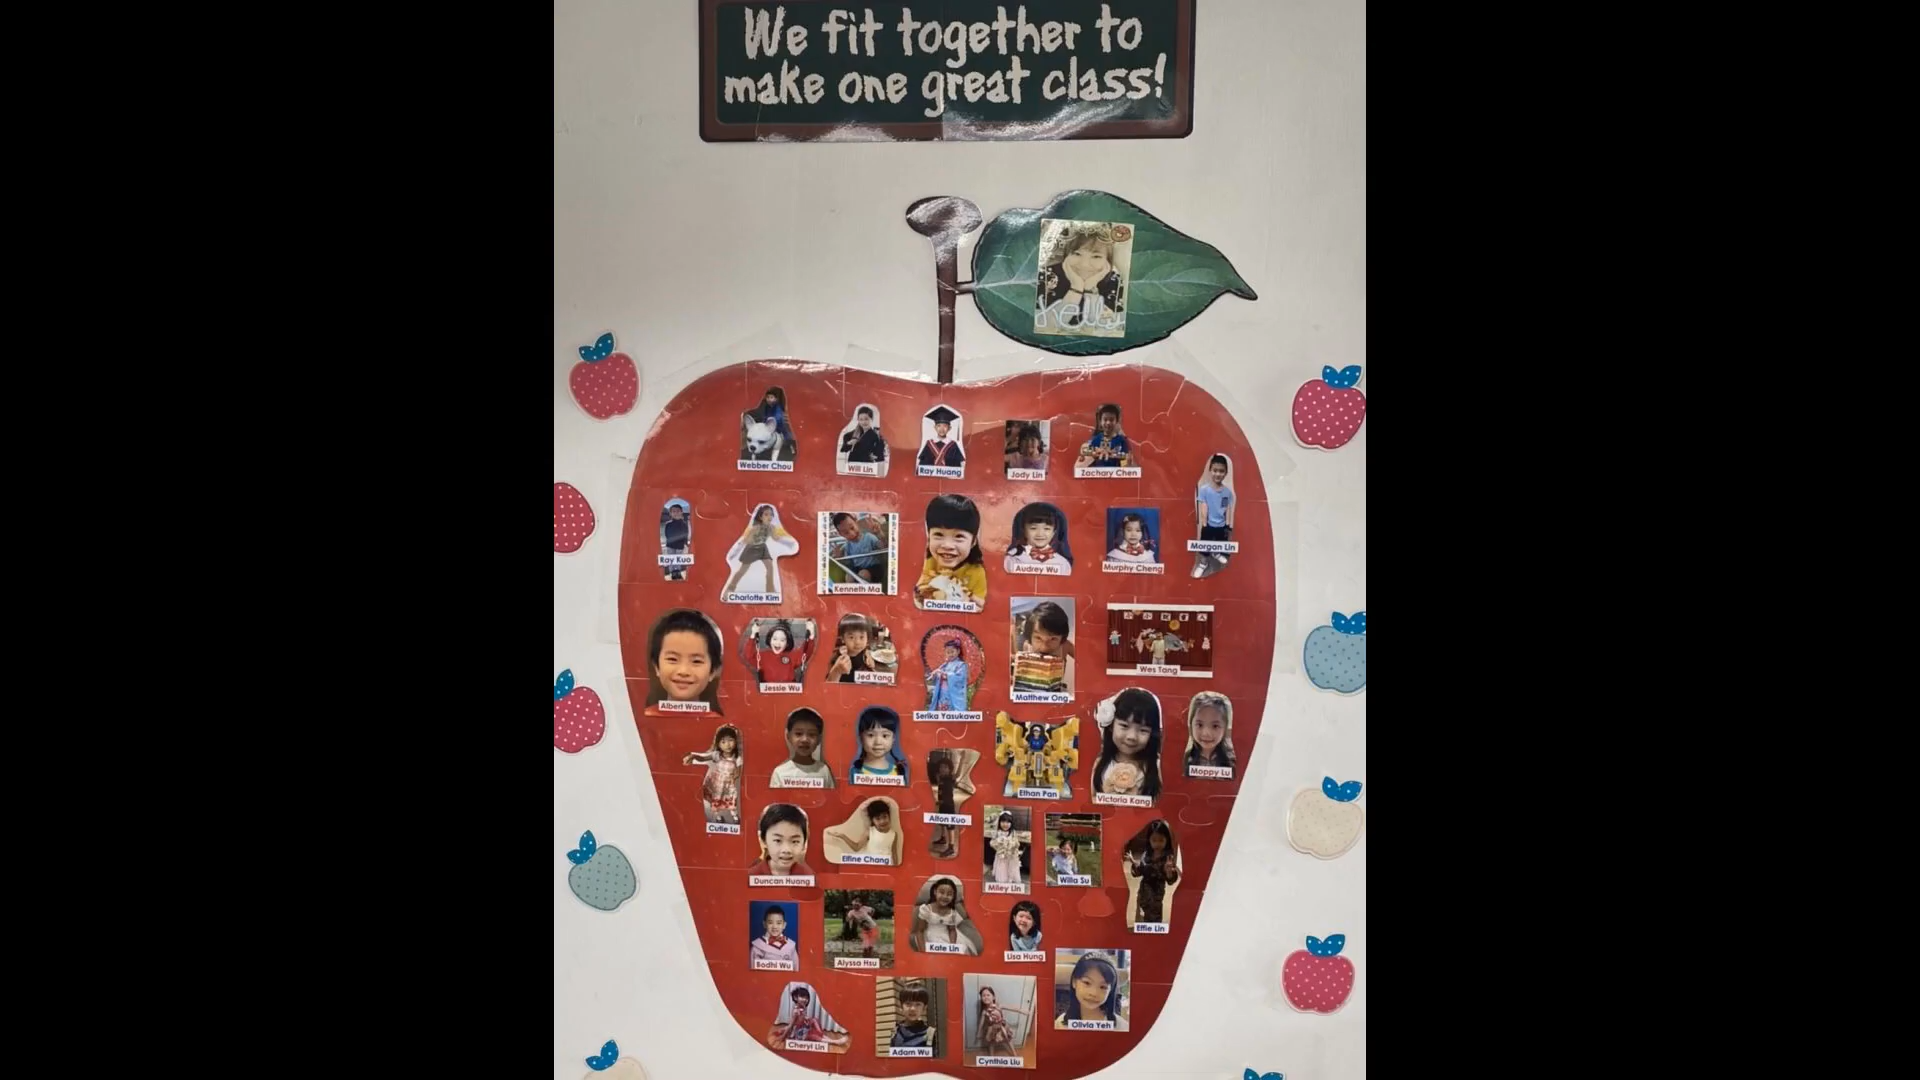 We fit together to
make one great class!
Kelly
Webber Chou
Will Lin
Ray Huang
Jody Lin
Zachary Chen
Morgan Lin
Ray Kuo
Charlotte Kim
Kenneth Ma
Charlene Lai
Audrey Wu
Murphy Cheng
Albert Wang
Jessie Wu
Jed Yang
Serika Yasukawa
Matthew Ong
Wes Tang
Cutie Lu
Wesley Lu
Polly Huang
Alton Kuo
Ethan Pan
Victoria Kang
Moppy Lu
Duncan Huang
Elfine Chang
Miley Lin
Willa Su
Effie Lin
Bodhi Wu
Alyssa Hsu
Kate Lin
Lisa Hung
Olivia Yeh
Cheryl Lin
Adam Wu
Cynthia Liu